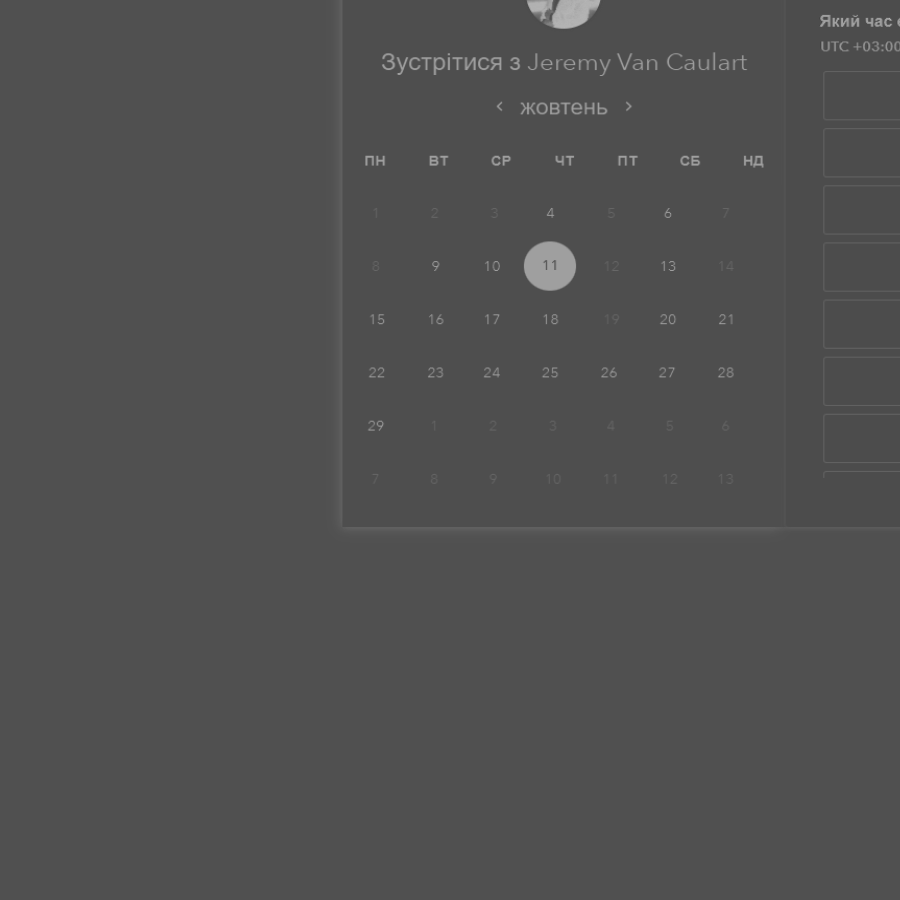 Зустрітися з Jeremy Van Caulart
жовтень
ПН ВТ СР ЧТ ПТ СБ НД
1 2 3 4 5 6 7
8 9 10 11 12 13 14
15 16 17 18 19 20 21
22 23 24 25 26 27 28
29 1 2 3 4 5 6
7 8 9 10 11 12 13
Який час
UTC +03:00